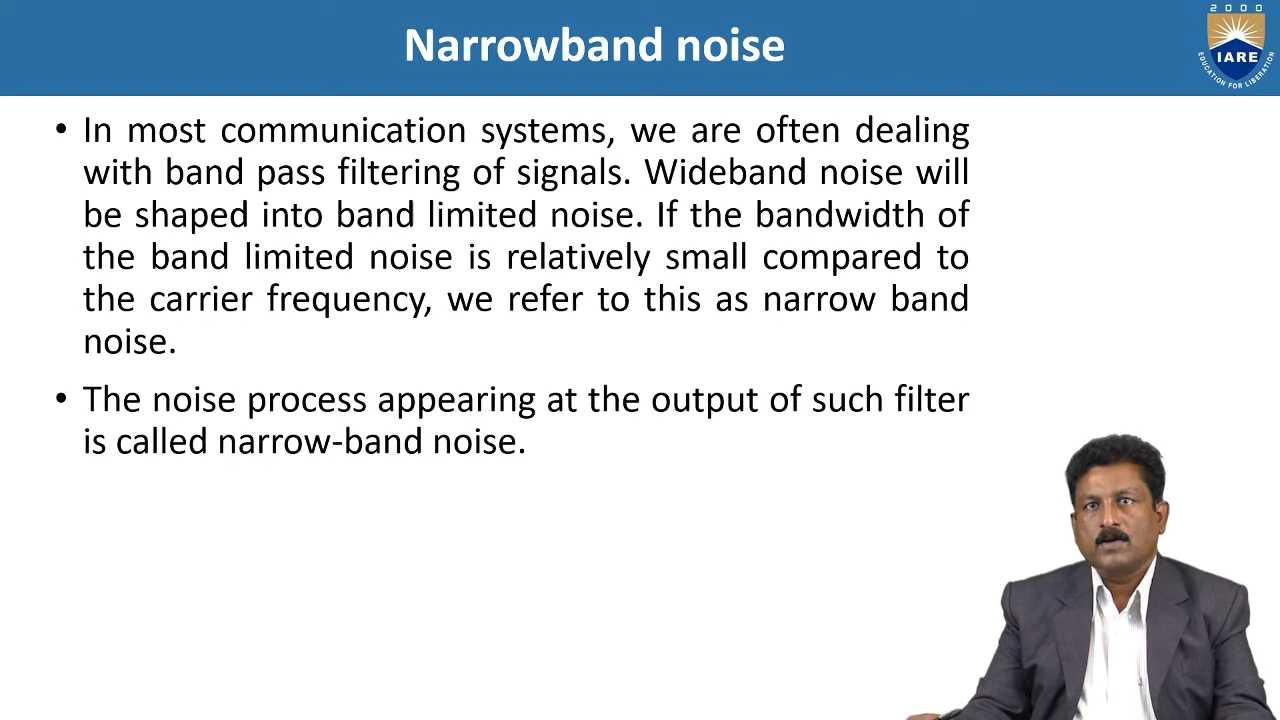 Narrowband noise
2000
IARE
EDUCATION FOR LIBERATION
• In most communication systems, we are often dealing
with band pass filtering of signals. Wideband noise will
be shaped into band limited noise. If the bandwidth of
the band limited noise is relatively small compared to
the carrier frequency, we refer to this as narrow band
noise.
• The noise process appearing at the output of such filter
is called narrow-band noise.